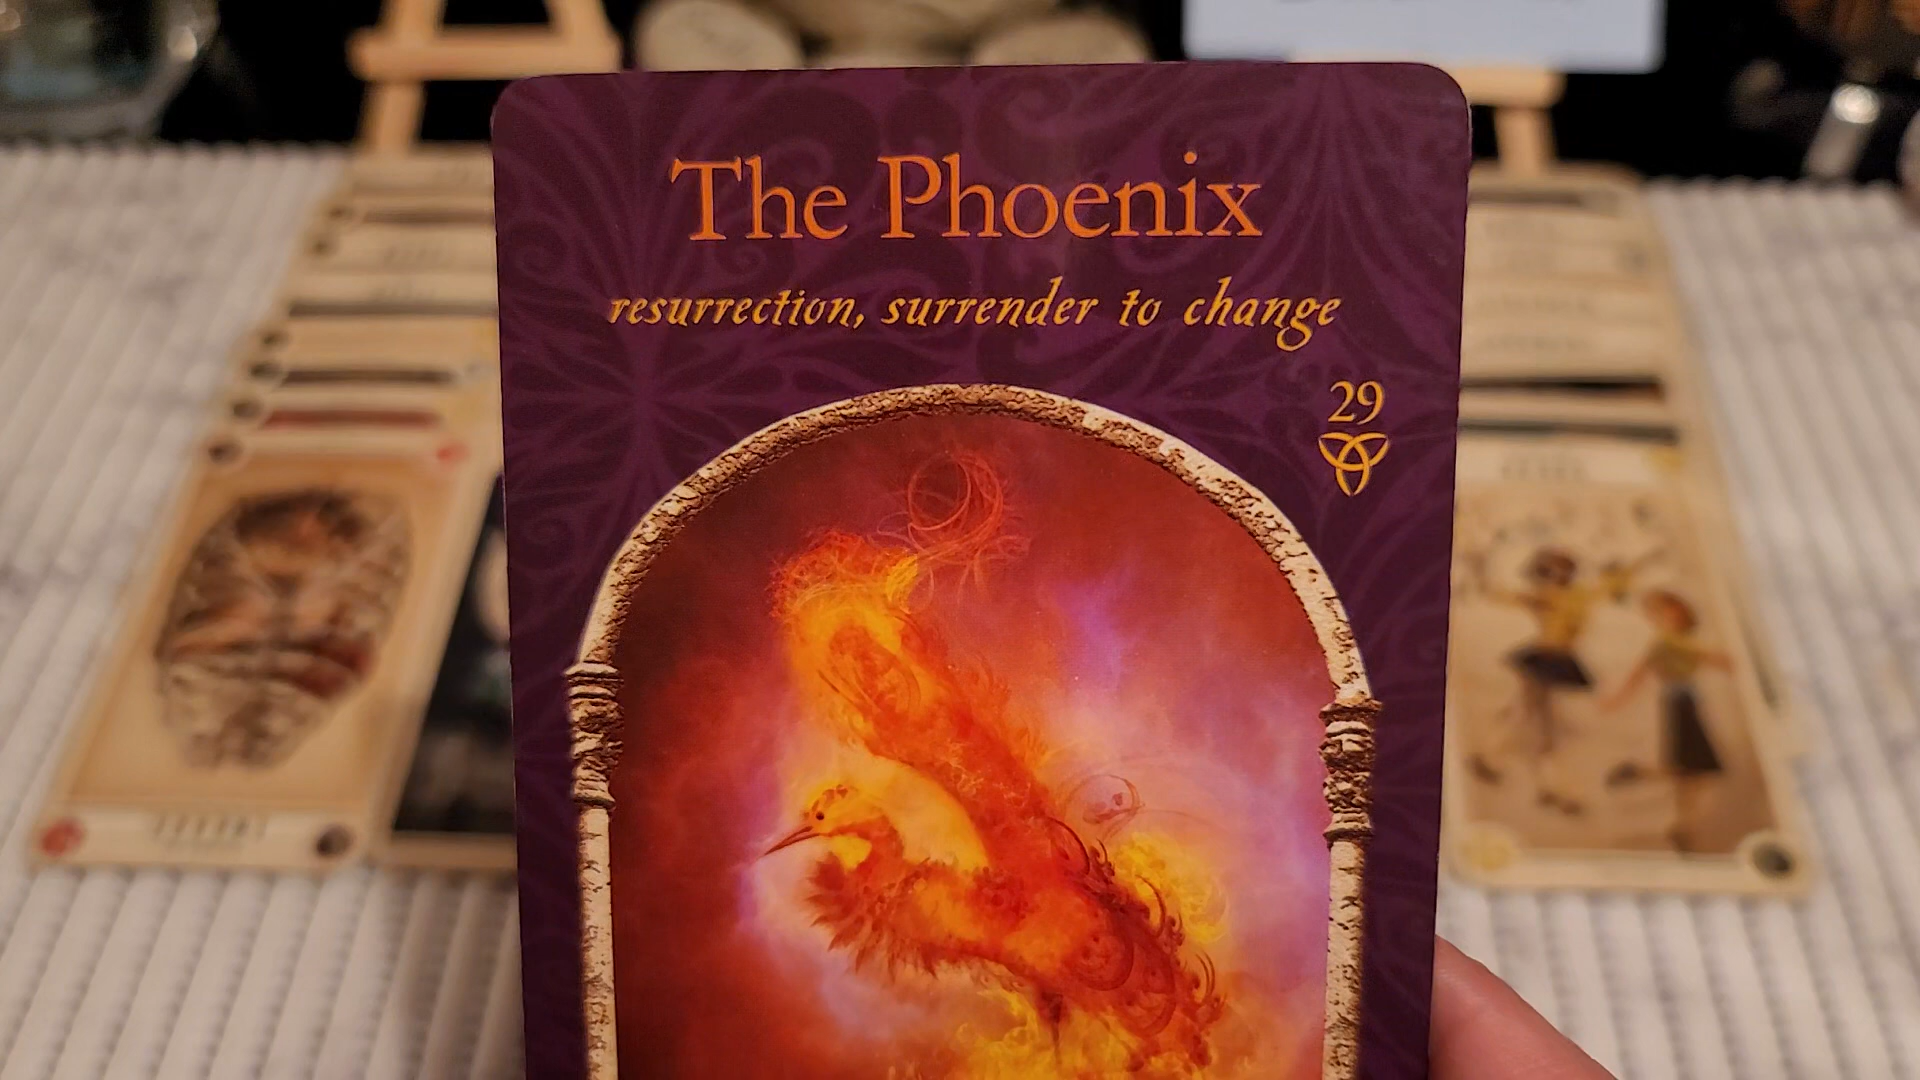 The Phoenix
resurrection, surrender to change
29